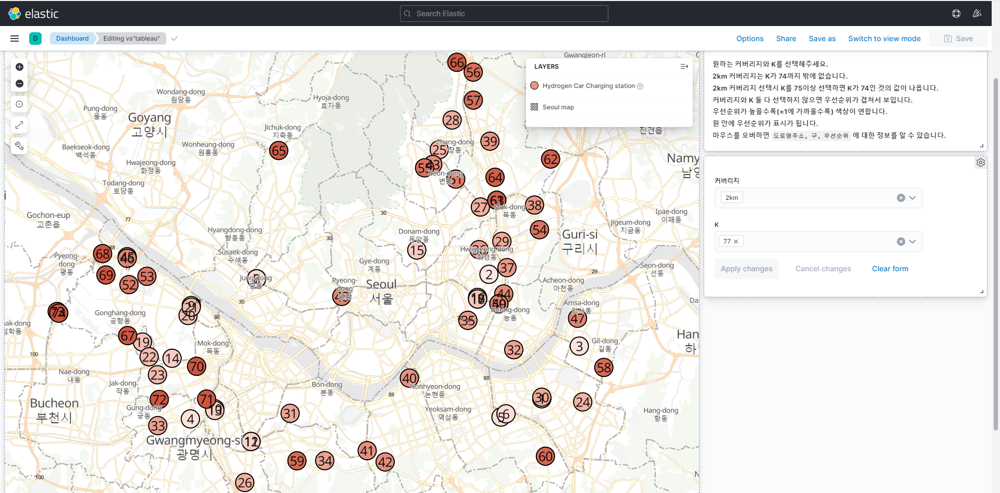 elastic
Search Elastic
D
Dashboard
Editing vs"tableau"
Options
Share
Save as
Switch to view mode
Save
LAYERS
Hydrogen Car Charging station
Seoul map
원하는 커버리지와 K를 선택해주세요.
2km 커버리지는 K가 74까지 밖에 없습니다.
2km 커버리지 선택시 K를 75이상 선택하면 K가 74인 것의 값이 나옵니다.
커버리지와 K 둘 다 선택하지 않으면 우선순위가 겹쳐서 보입니다.
우선순위가 높을수록(=1에 가까울수록) 색상이 연합니다.
원 안에 우선순위가 표시가 됩니다.
마우스를 오버하면 도로명주소, 구, 우선순위 에 대한 정보를 알 수 있습니다.
커버리지
2km
K
77
Apply changes
Cancel changes
Clear form
Gwangjeon-ri
66
56
57
Wondang-dong
원당동
Hyoja-dong
효자동
Pung-dong
풍동
Goyang
고양시
28
Jichuk-dong
지축동
진건읍
39
Chang-dong
창동
25
Baekseok-dong
백석동
Wonheung-dong
원흥동
65
62
Namy
Hwajeong-dong
화정동
55
43
Beon-dong
번동
51
64
Todang-dong
토당동
63
27
38
Muk-dong
묵동
Gochon-eup
고촌읍
77
30
Ipae-dong
이패동
Jigeum-dong
지금동
Hyangdong-dong
향동동
Donam-dong
돈암동
54
Guri-si
구리시
30
29
15
Hwigyeong-dong
휘경동
Susaek-dong
수색동
68
88
Pyeong-dong
평동
Gye-dong
계동
37
2
29
Seon-dong
선동
69
53
52
Jung-dong
중동
Pyeong-dong
평동
Seoul
서울
Acheon-dong
아천동
44
30
Amsa-dong
암사동
Neung-dong
능동
73
74
Gonghang-dong
공항동
21
20
88
35
47
67
19
Mok-dong
목동
Gil-dong
길동
3
32
100
22
14
70
58
Nae-dong
내동
23
Jak-dong
작동
40
88
Bon-dong
본동
Nonhyeon-dong
논현동
88
72
71
30
24
Bucheon
부천시
Gung-dong
궁동
4
31
Yeoksam-dong
역삼동
5
6
Hang-dong
항동
33
Gwangmyeong-si
광명시
12
41
59
34
42
60
100
26